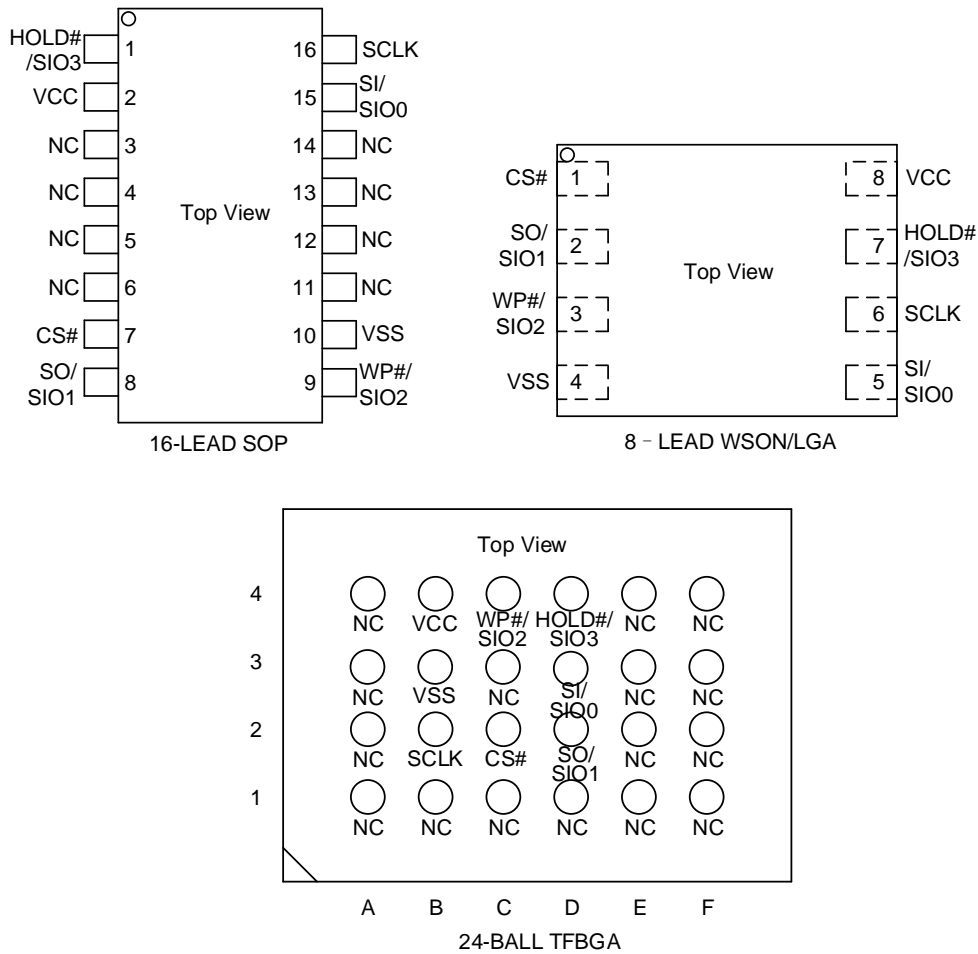 HOLD#
/SIO3
1
16
SCLK
VCC
2
15
SI/
SIO0
NC
3
14
NC
NC
4
13
NC
Top View
NC
5
12
NC
NC
6
11
NC
CS#
7
10
VSS
SO/
SIO1
8
9
WP#/
SIO2
16-LEAD SOP
CS#
1
8
VCC
SO/
SIO1
2
7
HOLD#
/SIO3
Top View
WP#/
SIO2
3
6
SCLK
VSS
4
5
SI/
SIO0
8 - LEAD WSON/LGA
Top View
4
NC
VCC
WP#/
SIO2
HOLD#/
SIO3
NC
NC
3
NC
VSS
NC
SI/
SIO0
NC
NC
2
NC
SCLK
CS#
SO/
SIO1
NC
NC
1
NC
NC
NC
NC
NC
NC
A B C D E F
24-BALL TFBGA